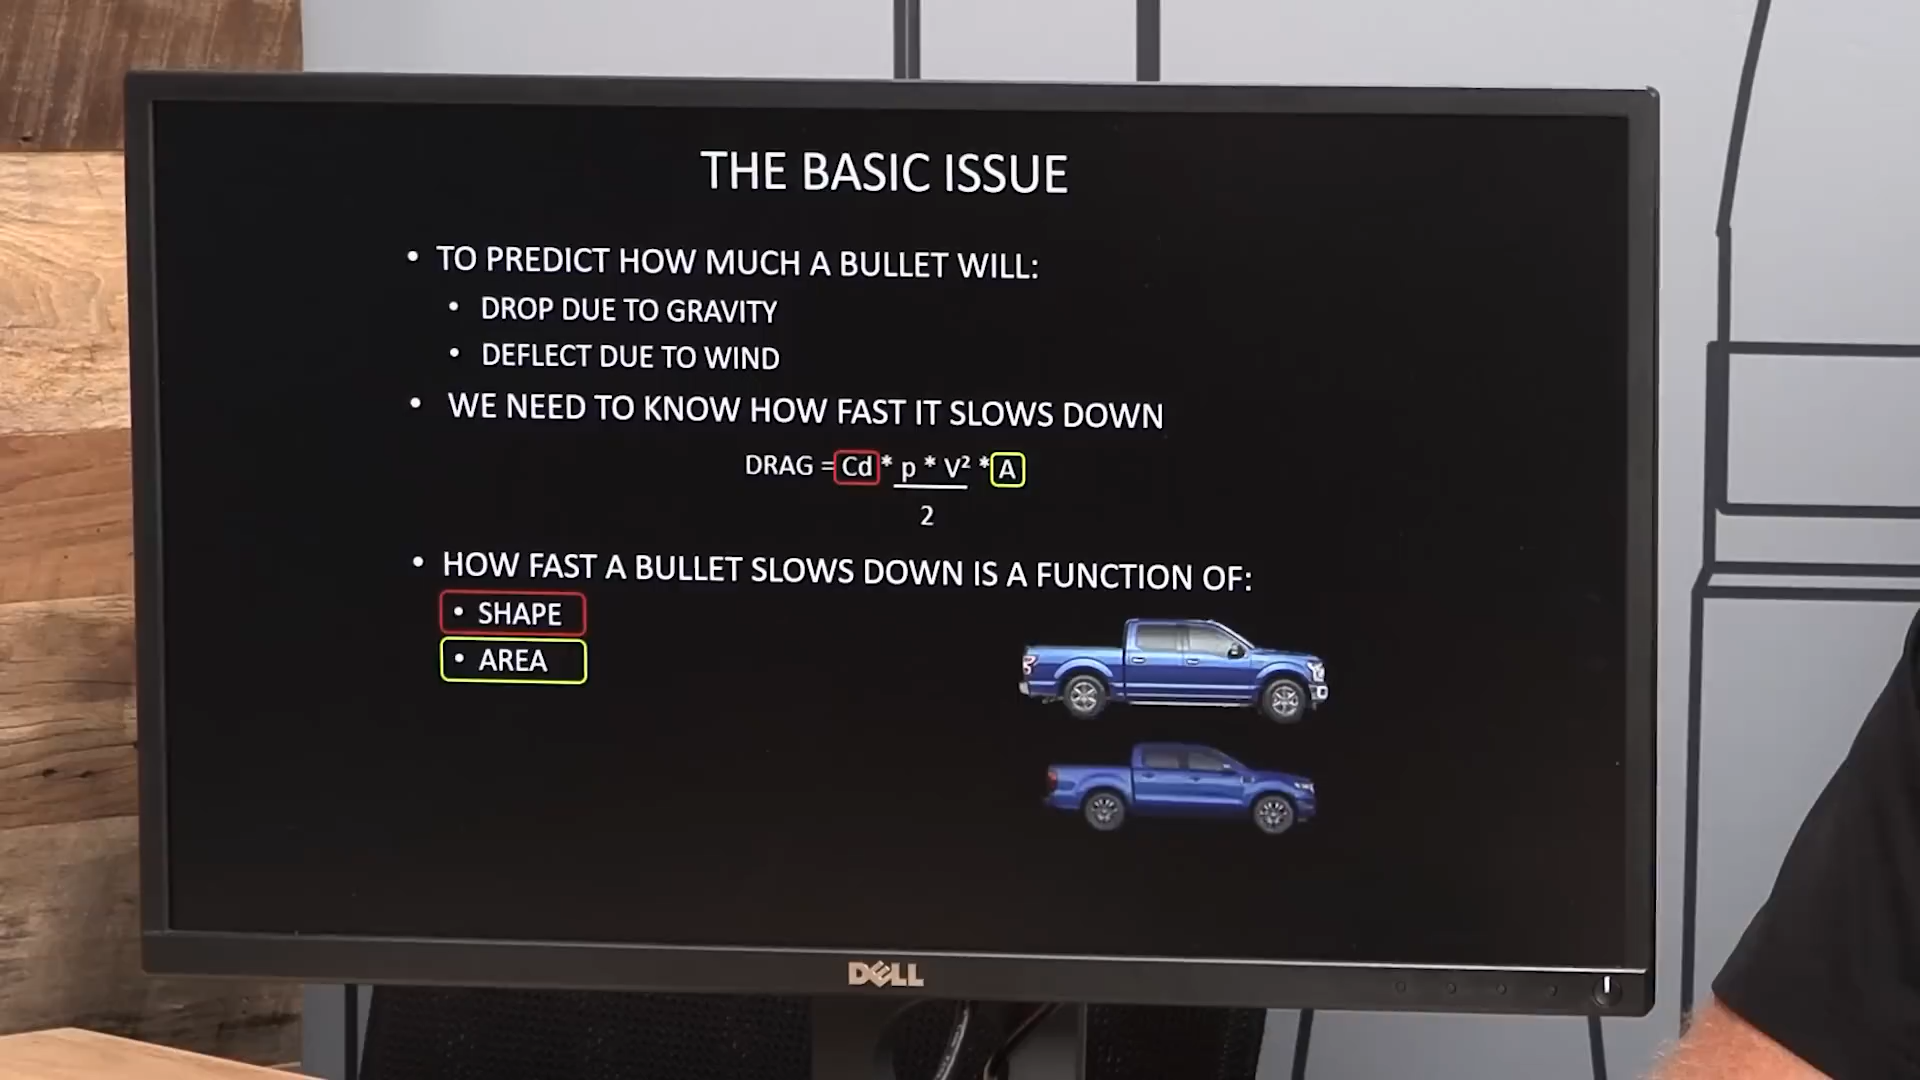 THE BASIC ISSUE
• TO PREDICT HOW MUCH A BULLET WILL:
• DROP DUE TO GRAVITY
• DEFLECT DUE TO WIND
• WE NEED TO KNOW HOW FAST IT SLOWS DOWN
DRAG = Cd * p * V² * A
2
• HOW FAST A BULLET SLOWS DOWN IS A FUNCTION OF:
• SHAPE
• AREA
DELL